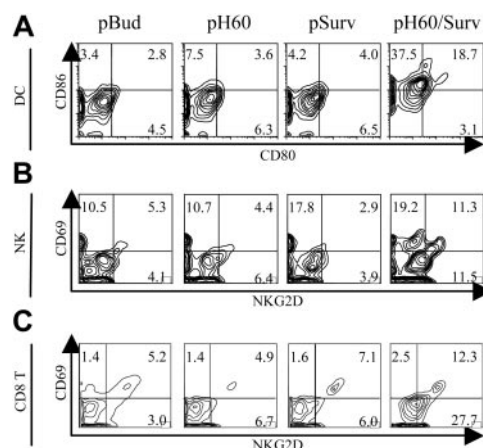 pBud pH60 pSurv pH60/Surv
A
DC
CD86
3.4 2.8 7.5 3.6 4.2 4.0 37.5 18.7
4.5 6.3 6.5 3.1
CD80
B
NK
CD69
10.5 5.3 10.7 4.4 17.8 2.9 19.2 11.3
4.1 6.4 3.9 11.5
NKG2D
C
CD8 T
CD69
1.4 5.2 1.4 4.9 1.6 7.1 2.5 12.3
3.0 6.7 6.0 27.7
NKG2D